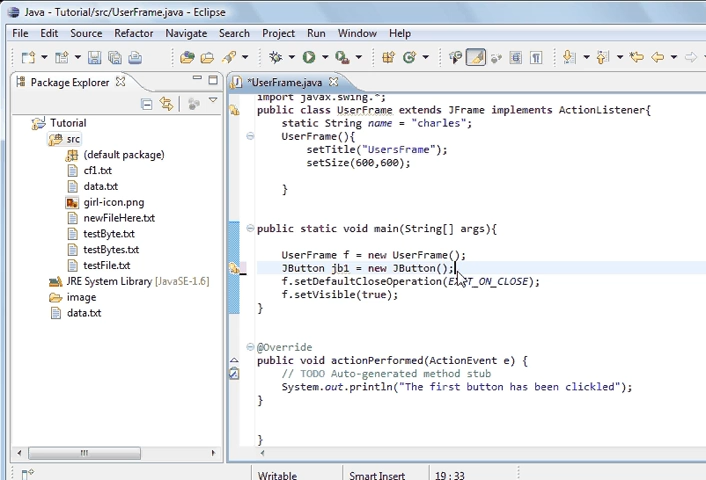 Java - Tutorial/src/UserFrame.java - Eclipse
File Edit Source Refactor Navigate Search Project Run Window Help
Package Explorer
*UserFrame.java
import javax.swing.*;
public class UserFrame extends JFrame implements ActionListener{
static String name = "charles";
UserFrame(){
setTitle("UsersFrame");
setSize(600,600);
}
public static void main(String[] args){
UserFrame f = new UserFrame();
JButton jb1 = new JButton();
f.setDefaultCloseOperation(EXIT_ON_CLOSE);
f.setVisible(true);
}
@Override
public void actionPerformed(ActionEvent e) {
// TODO Auto-generated method stub
System.out.println("The first button has been clickled");
}
}
Tutorial
src
(default package)
cf1.txt
data.txt
girl-icon.png
newFileHere.txt
testByte.txt
testBytes.txt
testFile.txt
JRE System Library [JavaSE-1.6]
image
data.txt
Writable
Smart Insert
19 : 33